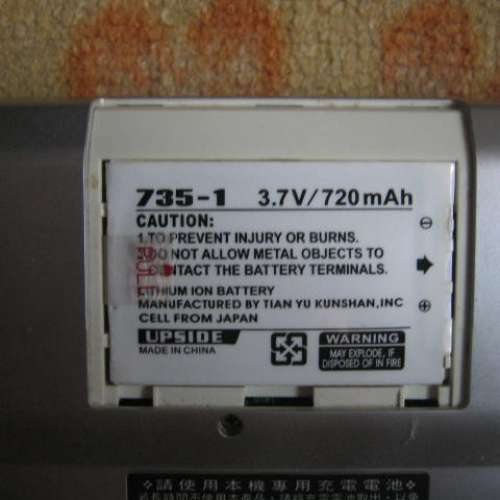 735-1 3.7V/720mAh
CAUTION:
1.TO PREVENT INJURY OR BURNS.
2.DO NOT ALLOW METAL OBJECTS TO
CONTACT THE BATTERY TERMINALS.
LITHIUM ION BATTERY
MANUFACTURED BY TIAN YU KUNSHAN,INC
CELL FROM JAPAN
UPSIDE
MADE IN CHINA
WARNING
MAY EXPLODE, IF
DISPOSED OF IN FIRE
請使用本機專用充電電池